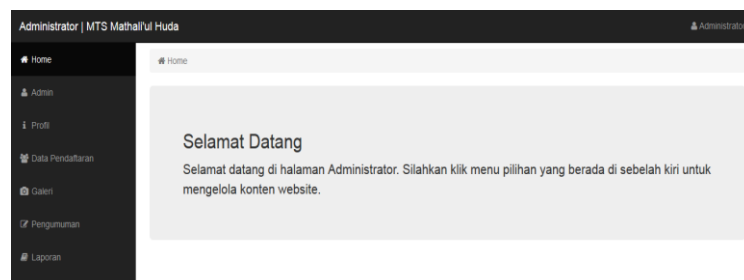 Administrator | MTS Mathali'ul Huda
Administrator
Home
Home
Admin
Profil
Data Pendaftaran
Galeri
Pengumuman
Laporan
Selamat Datang
Selamat datang di halaman Administrator. Silahkan klik menu pilihan yang berada di sebelah kiri untuk
mengelola konten website.